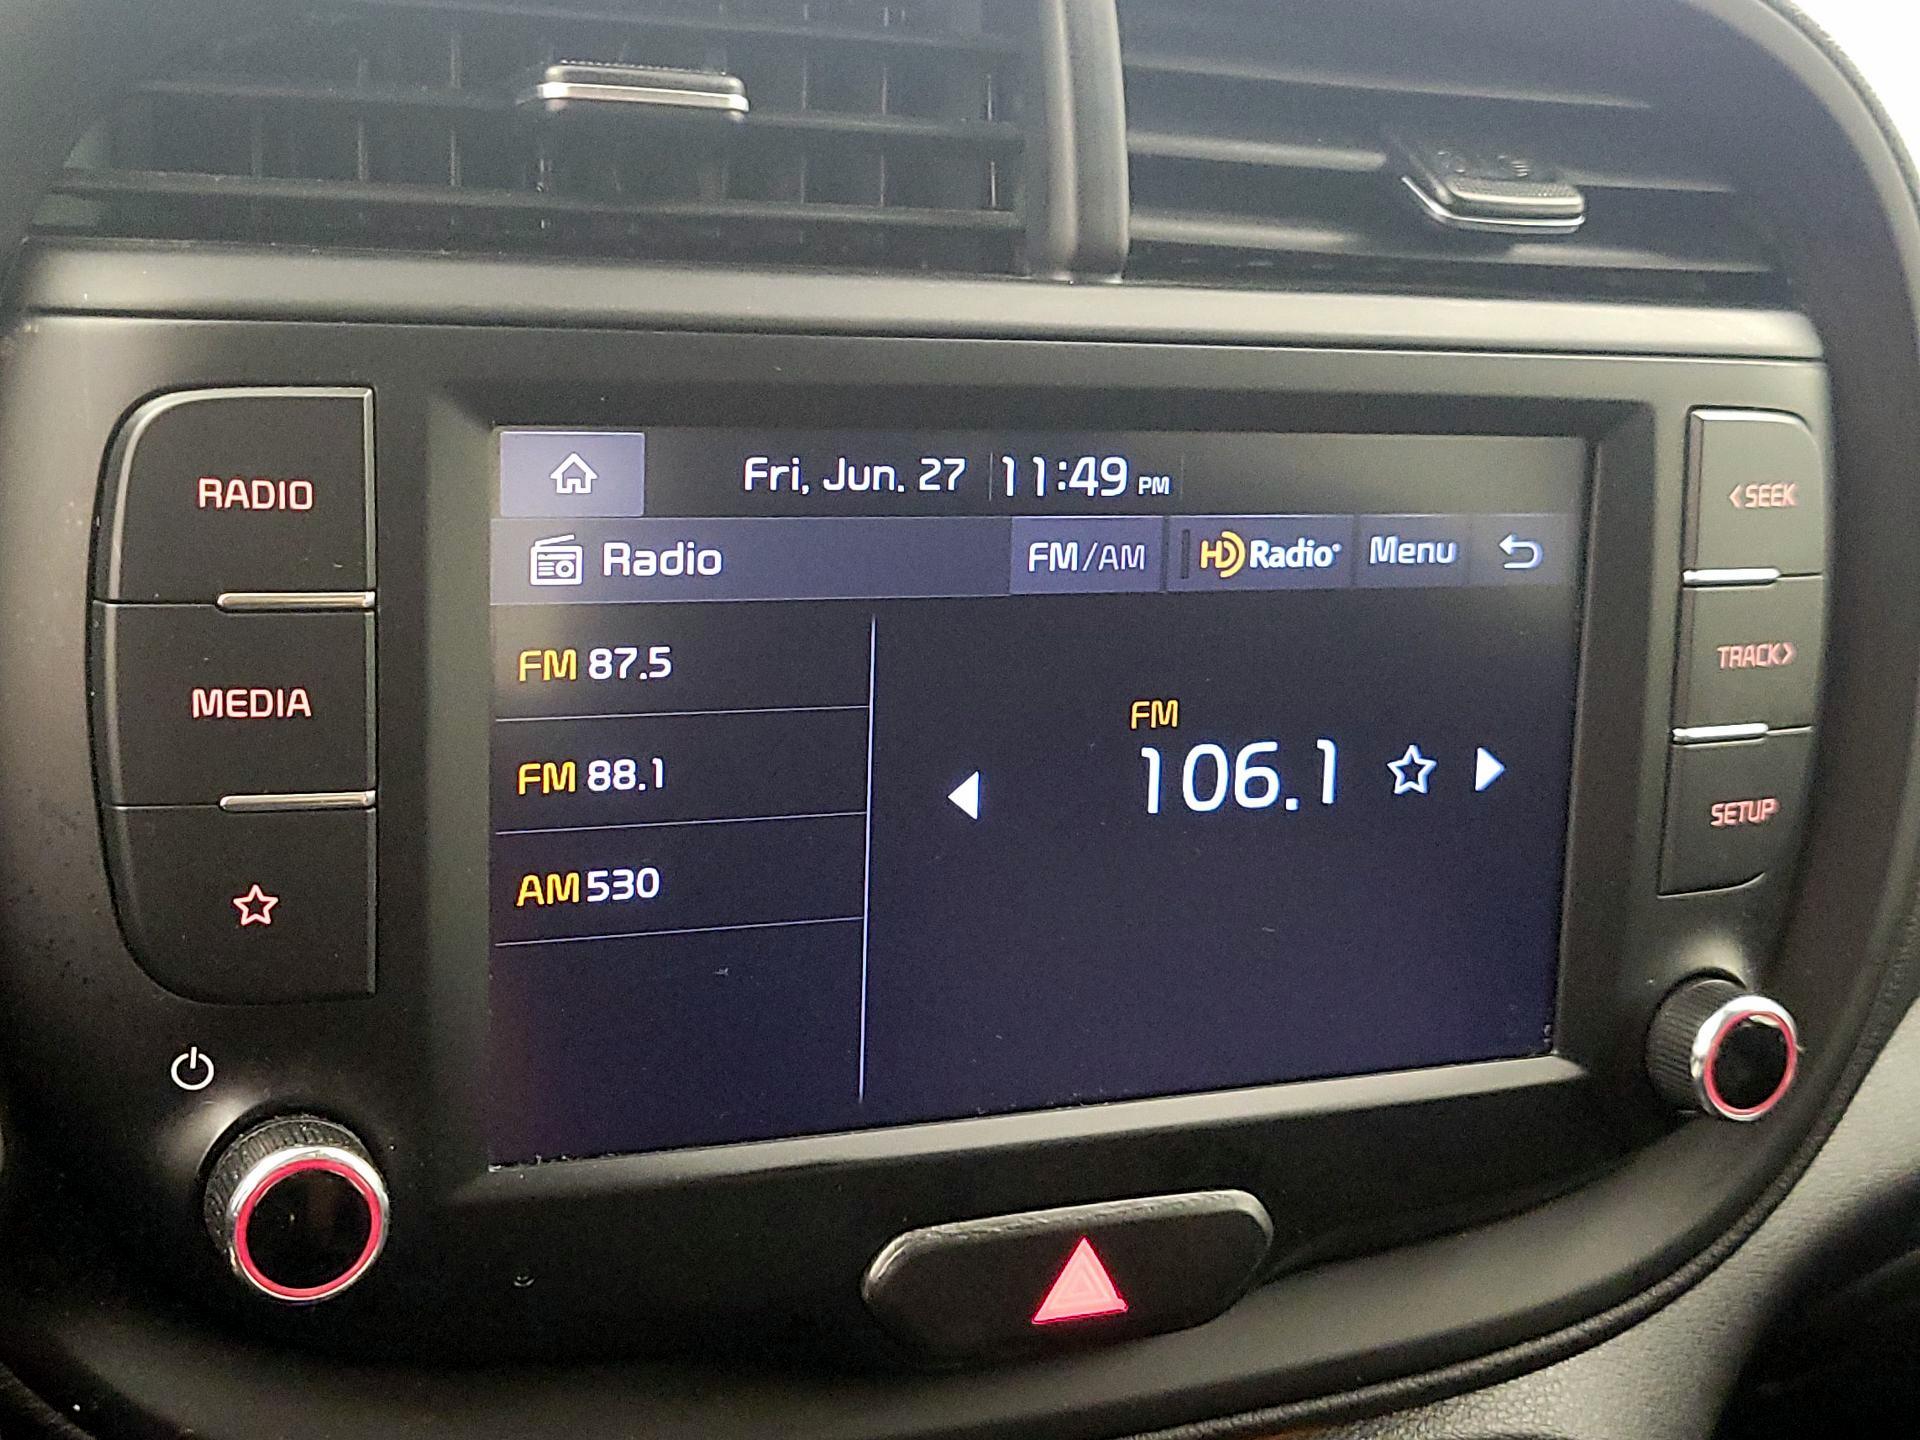 RADIO
MEDIA
Fri, Jun. 27 11:49 PM
Radio FM/AM HD Radio® Menu
FM 87.5
FM 88.1
AM 530
FM
106.1
<SEEK
TRACK>
SETUP